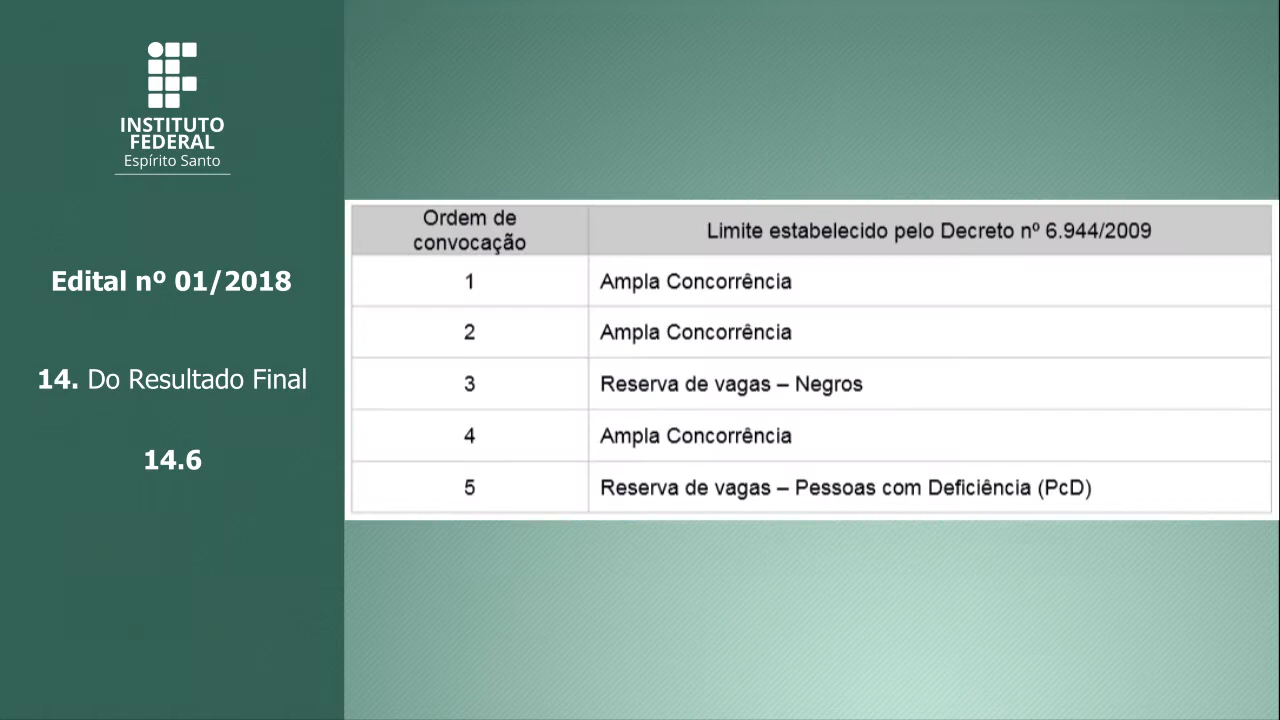 INSTITUTO
FEDERAL
Espírito Santo
Edital nº 01/2018
14. Do Resultado Final
14.6
Ordem de
convocação
Limite estabelecido pelo Decreto nº 6.944/2009
1 Ampla Concorrência
2 Ampla Concorrência
3 Reserva de vagas – Negros
4 Ampla Concorrência
5 Reserva de vagas – Pessoas com Deficiência (PcD)